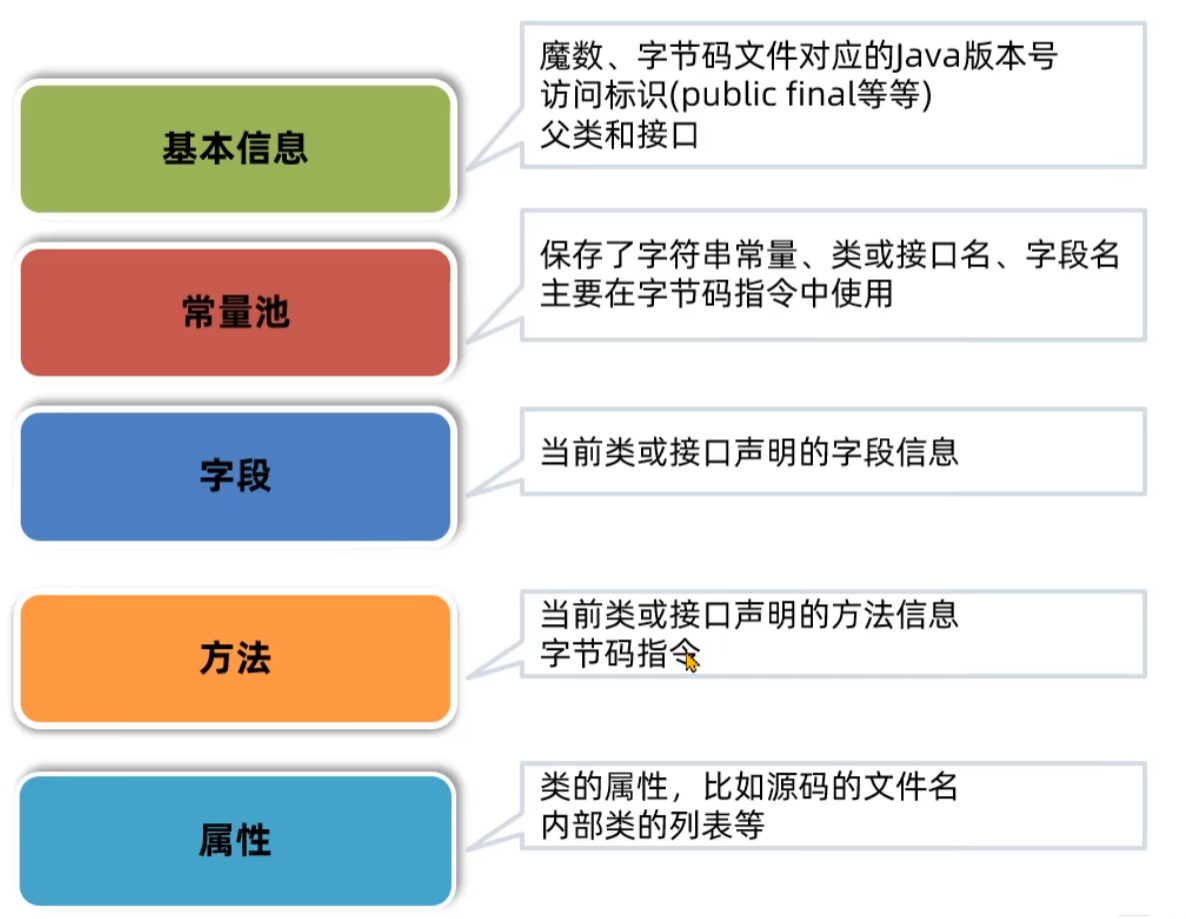 基本信息
魔数、字节码文件对应的Java版本号
访问标识(public final等等)
父类和接口
常量池
保存了字符串常量、类或接口名、字段名
主要在字节码指令中使用
字段
当前类或接口声明的字段信息
方法
当前类或接口声明的方法信息
字节码指令
属性
类的属性，比如源码的文件名
内部类的列表等